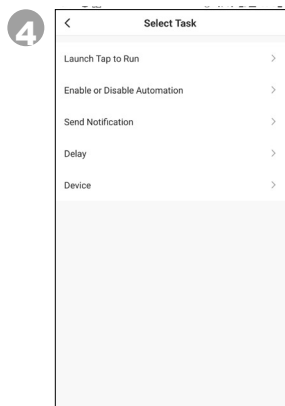 4
Select Task
Launch Tap to Run
Enable or Disable Automation
Send Notification
Delay
Device